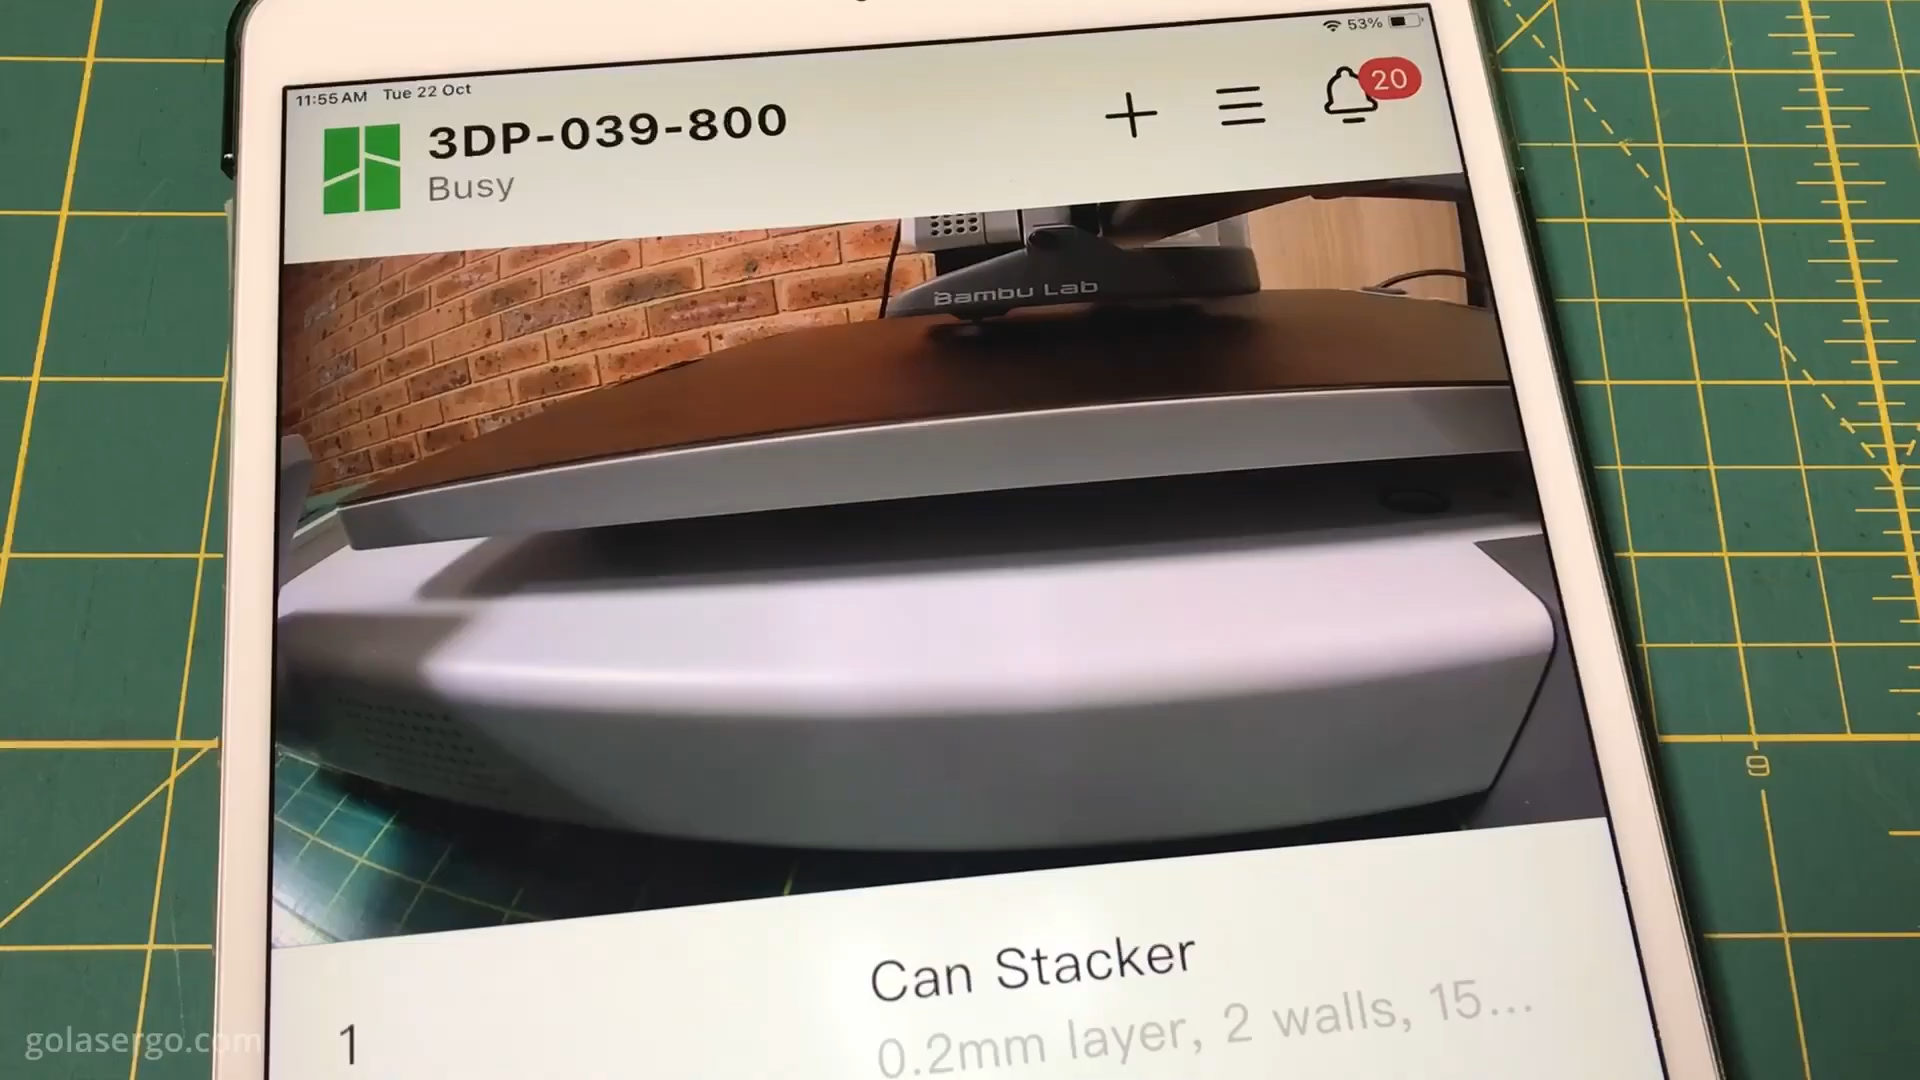 11:55 AM Tue 22 Oct
53%
20
3DP-039-800
Busy
Bambu Lab
9
Can Stacker
0.2mm layer, 2 walls, 15...
1
golasergo.com